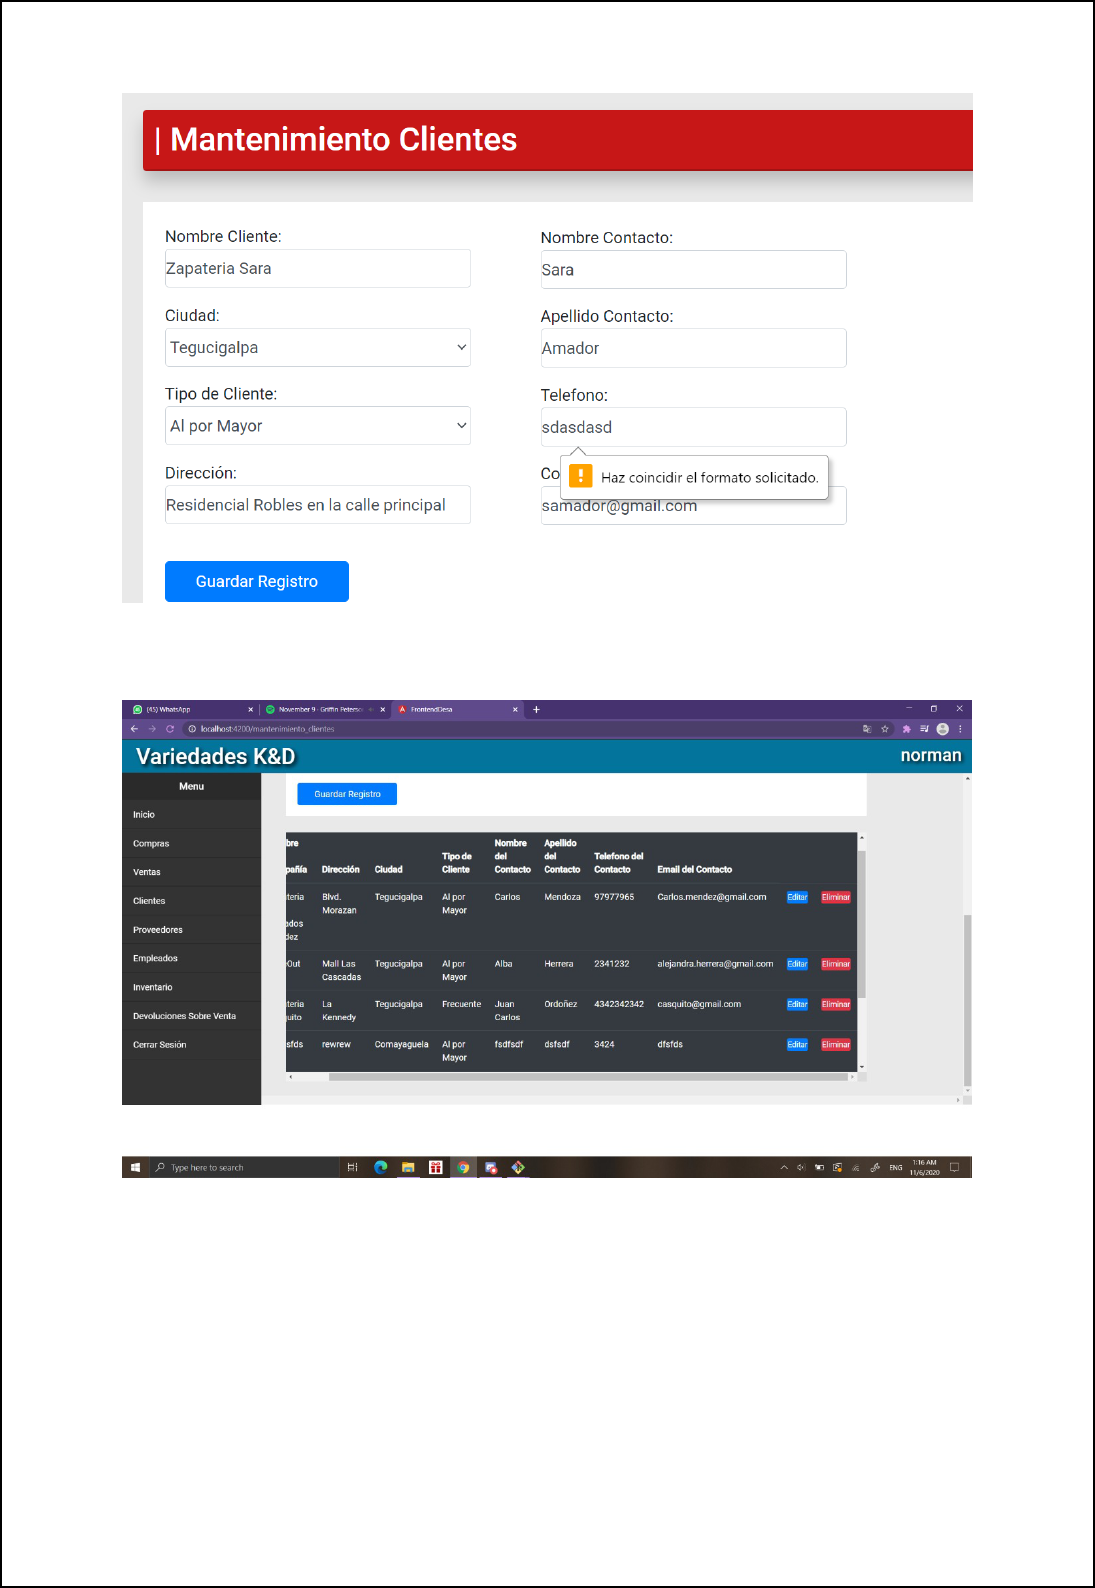 | Mantenimiento Clientes
Nombre Cliente:
Zapateria Sara
Nombre Contacto:
Sara
Ciudad:
Tegucigalpa
Apellido Contacto:
Amador
Tipo de Cliente:
Al por Mayor
Telefono:
sdasdasd
Haz coincidir el formato solicitado.
Dirección:
Residencial Robles en la calle principal
Co
samador@gmail.com
Guardar Registro
(45) WhatsApp
November 9 - Griffin Peterso
FrontendDesa
localhost:4200/mantenimiento_clientes
Variedades K&D
norman
Menu
Inicio
Compras
Ventas
Clientes
Proveedores
Empleados
Inventario
Devoluciones Sobre Venta
Cerrar Sesión
Guardar Registro
bre pañía Dirección Ciudad Tipo de Cliente Nombre del Contacto Apellido del Contacto Telefono del Contacto Email del Contacto
teria ados dez Blvd. Morazan Tegucigalpa Al por Mayor Carlos Mendoza 97977965 Carlos.mendez@gmail.com Editar Eliminar
Out Mall Las Cascadas Tegucigalpa Al por Mayor Alba Herrera 2341232 alejandra.herrera@gmail.com Editar Eliminar
teria uito La Kennedy Tegucigalpa Frecuente Juan Carlos Ordoñez 4342342342 casquito@gmail.com Editar Eliminar
sfds rewrew Comayaguela Al por Mayor fsdfsdf dsfsdf 3424 dfsfds Editar Eliminar
Type here to search
ENG
1:16 AM
11/6/2020